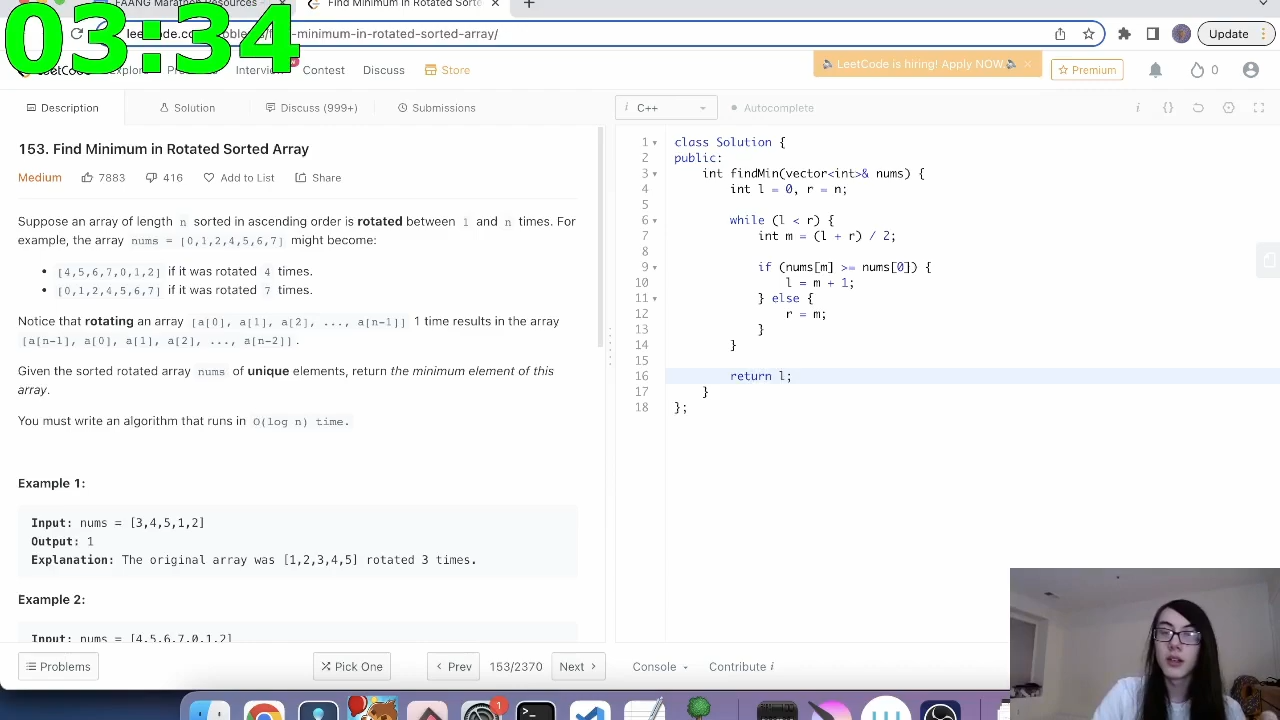 03:34
FAANG Marathon Resources
Find Minimum in Rotated Sorte
-minimum-in-rotated-sorted-array/
Update
Explore
Interview
Contest
Discuss
Store
LeetCode is hiring! Apply NOW.
Premium
0
Description
Solution
Discuss (999+)
Submissions
i C++
Autocomplete
153. Find Minimum in Rotated Sorted Array
Medium
7883
416
Add to List
Share
Suppose an array of length n sorted in ascending order is rotated between 1 and n times. For
example, the array nums = [0,1,2,4,5,6,7] might become:
• [4,5,6,7,0,1,2] if it was rotated 4 times.
• [0,1,2,4,5,6,7] if it was rotated 7 times.
Notice that rotating an array [a[0], a[1], a[2], ..., a[n-1]] 1 time results in the array
[a[n-1], a[0], a[1], a[2], ..., a[n-2]].
Given the sorted rotated array nums of unique elements, return the minimum element of this
array.
You must write an algorithm that runs in O(log n) time.
Example 1:
Input: nums = [3,4,5,1,2]
Output: 1
Explanation: The original array was [1,2,3,4,5] rotated 3 times.
Example 2:
Input: nums = [4,5,6,7,0,1,2]
1 class Solution {
2 public:
3 int findMin(vector<int>& nums) {
4 int l = 0, r = n;
5
6 while (l < r) {
7 int m = (l + r) / 2;
8
9 if (nums[m] >= nums[0]) {
10 l = m + 1;
11 } else {
12 r = m;
13 }
14 }
15
16 return l;
17 }
18 };
Problems
Pick One
Prev
153/2370
Next
Console
Contribute i
1